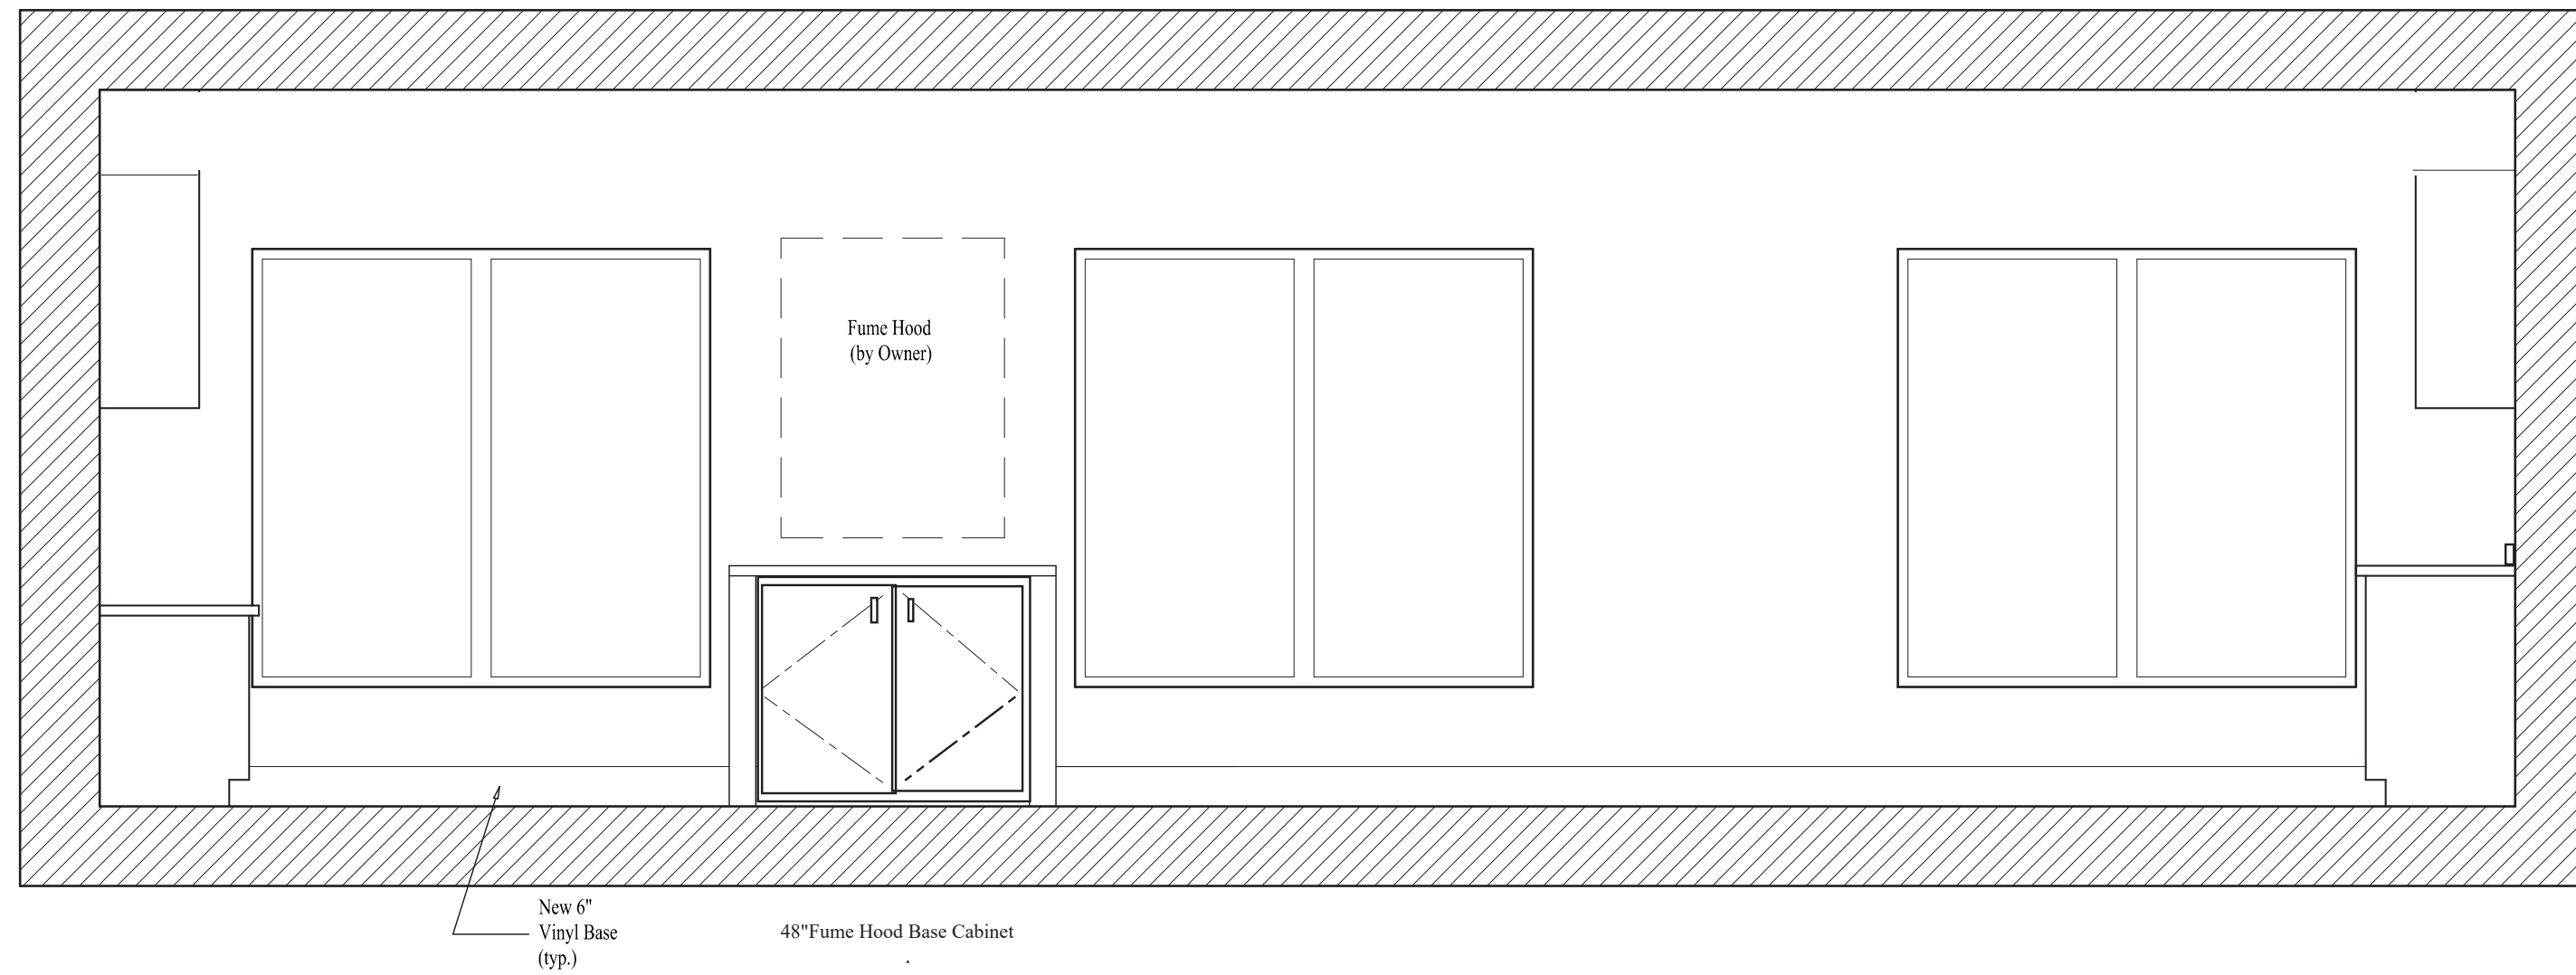 Fume Hood
(by Owner)
New 6"
Vinyl Base
(typ.)
48"Fume Hood Base Cabinet